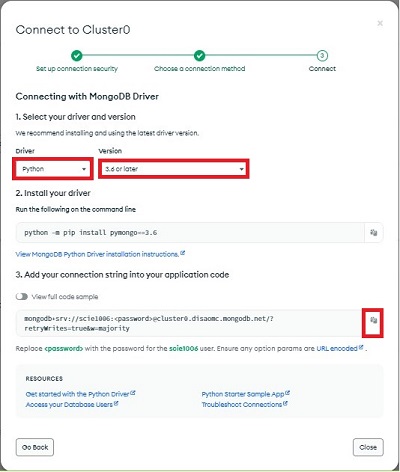 Connect to Cluster0
×
Set up connection security
Choose a connection method
3
Connect
Connecting with MongoDB Driver
1. Select your driver and version
We recommend installing and using the latest driver version.
Driver
Version
Python
3.6 or later
2. Install your driver
Run the following on the command line
python -m pip install pymongo==3.6
View MongoDB Python Driver installation instructions.
3. Add your connection string into your application code
View full code sample
mongodb+srv://scie1006:<password>@cluster0.disaomc.mongodb.net/?
retryWrites=true&w=majority
Replace <password> with the password for the scie1006 user. Ensure any option params are URL encoded .
RESOURCES
Get started with the Python Driver
Python Starter Sample App
Access your Database Users
Troubleshoot Connections
Go Back
Close